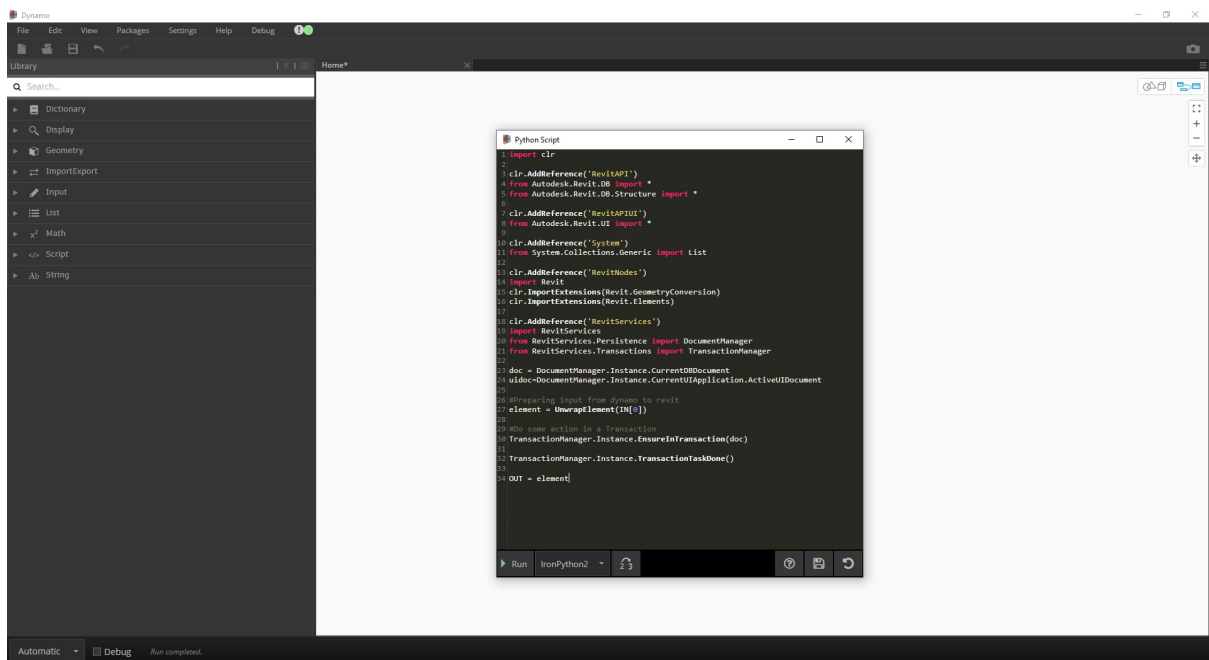 Dynamo
File Edit View Packages Settings Help Debug
Library
Home*
Search...
Dictionary
Display
Geometry
ImportExport
Input
List
x² Math
</> Script
Ab String
Python Script
1 import clr
2
3 clr.AddReference('RevitAPI')
4 from Autodesk.Revit.DB import *
5 from Autodesk.Revit.DB.Structure import *
6
7 clr.AddReference('RevitAPIUI')
8 from Autodesk.Revit.UI import *
9
10 clr.AddReference('System')
11 from System.Collections.Generic import List
12
13 clr.AddReference('RevitNodes')
14 import Revit
15 clr.ImportExtensions(Revit.GeometryConversion)
16 clr.ImportExtensions(Revit.Elements)
17
18 clr.AddReference('RevitServices')
19 import RevitServices
20 from RevitServices.Persistence import DocumentManager
21 from RevitServices.Transactions import TransactionManager
22
23 doc = DocumentManager.Instance.CurrentDBDocument
24 uidoc=DocumentManager.Instance.CurrentUIApplication.ActiveUIDocument
25
26 #Preparing input from dynamo to revit
27 element = UnwrapElement(IN[0])
28
29 #Do some action in a Transaction
30 TransactionManager.Instance.EnsureInTransaction(doc)
31
32 TransactionManager.Instance.TransactionTaskDone()
33
34 OUT = element
Run IronPython2 2 3
Automatic Debug Run completed.